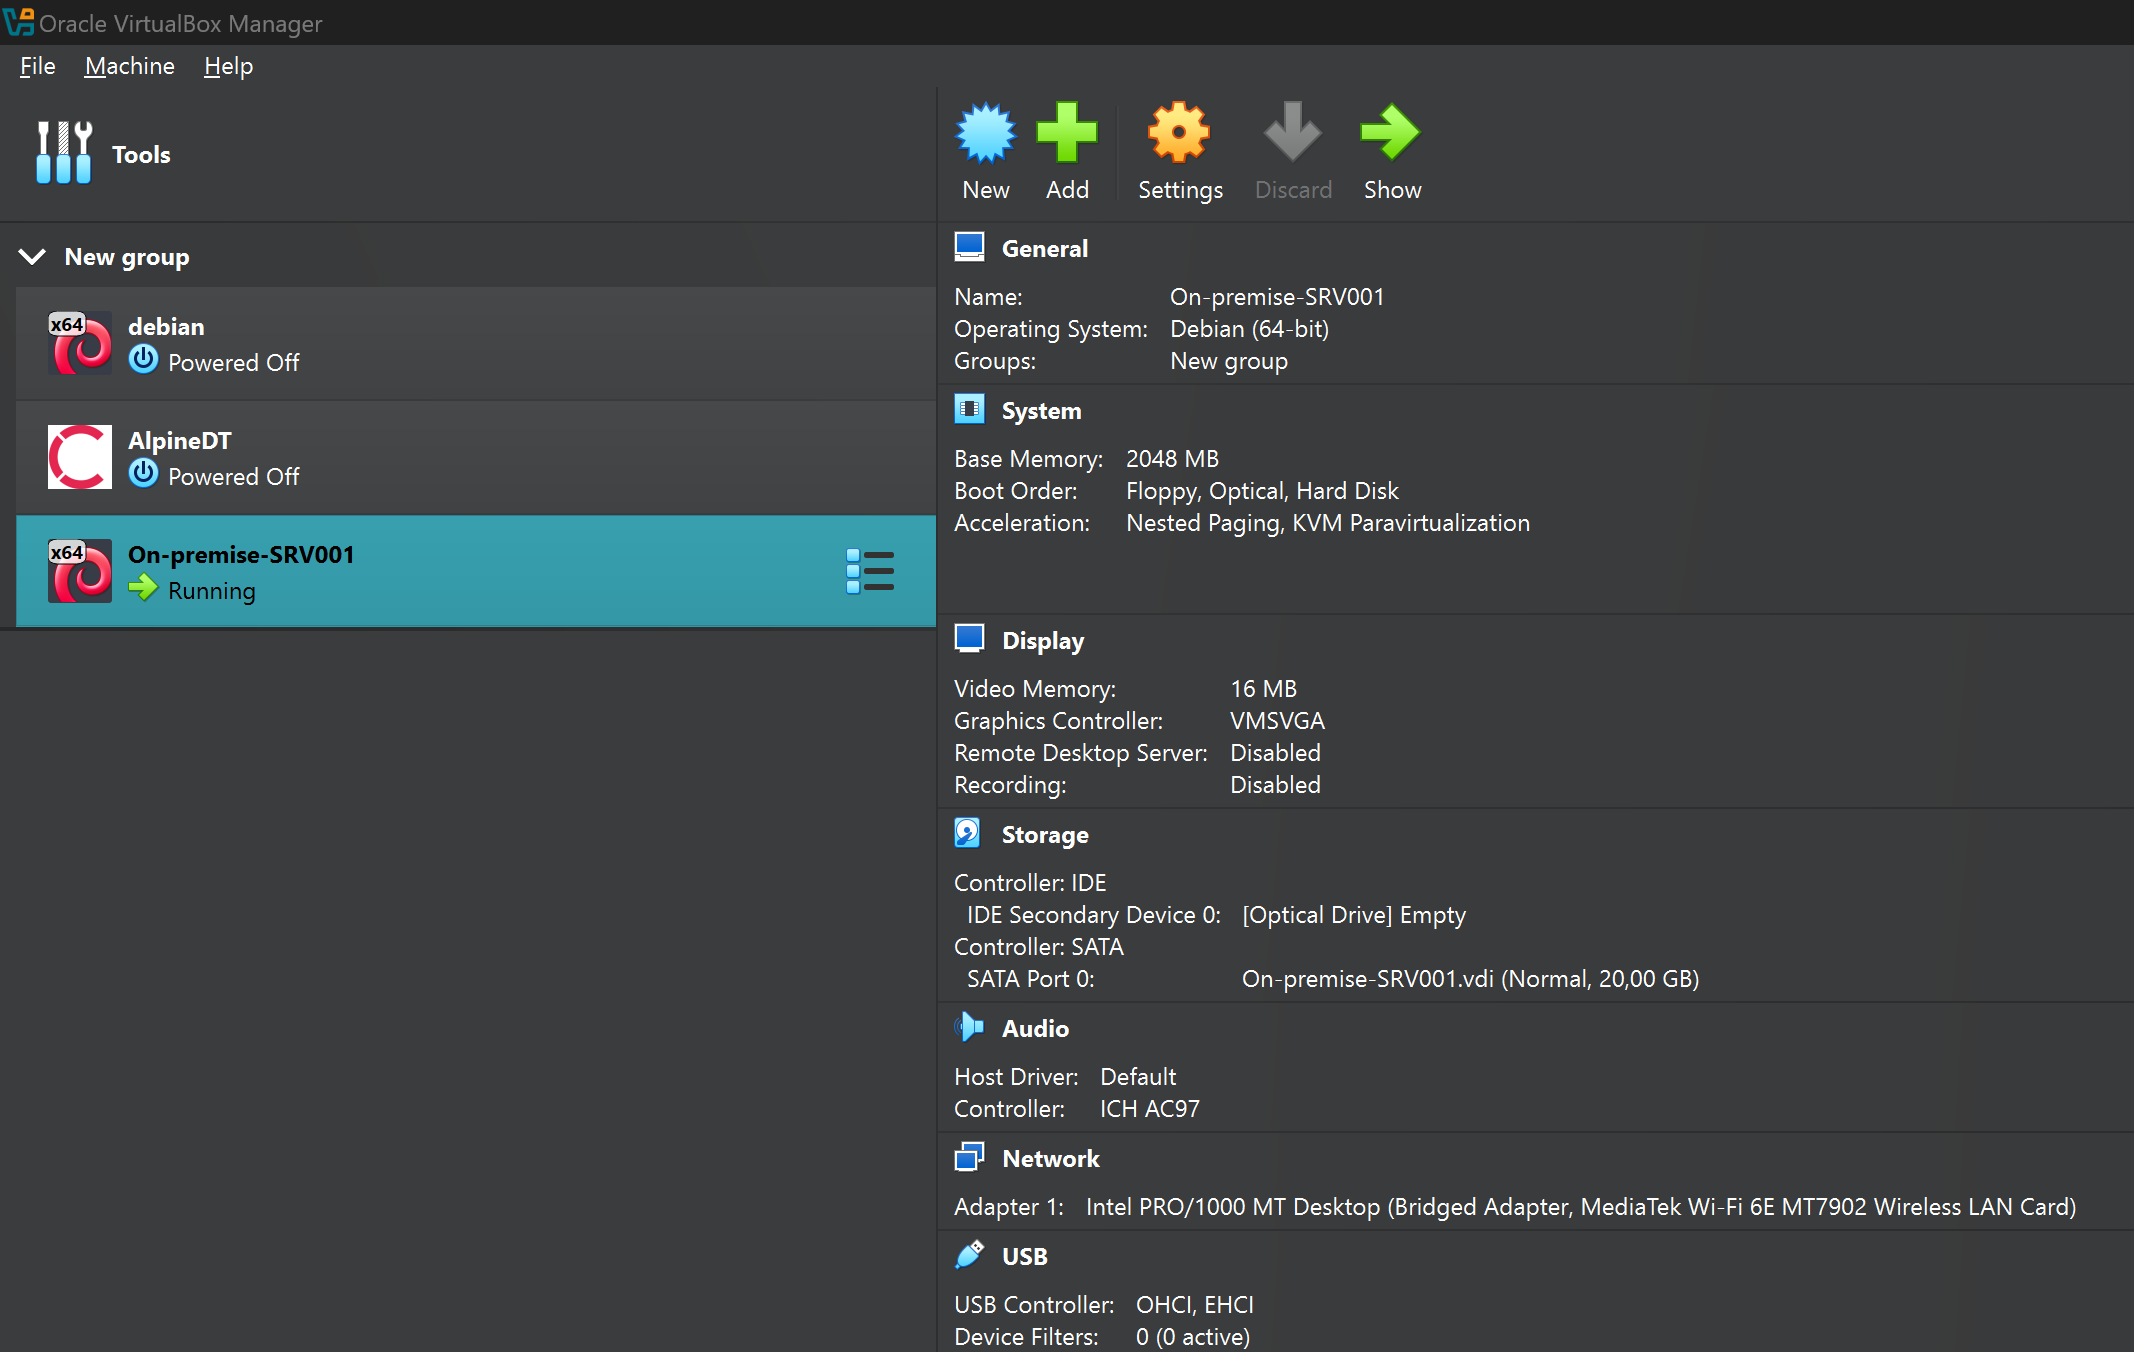 Oracle VirtualBox Manager
File Machine Help
Tools
New Add Settings Discard Show
New group
x64
debian
Powered Off
AlpineDT
Powered Off
x64
On-premise-SRV001
Running
General
Name: On-premise-SRV001
Operating System: Debian (64-bit)
Groups: New group
System
Base Memory: 2048 MB
Boot Order: Floppy, Optical, Hard Disk
Acceleration: Nested Paging, KVM Paravirtualization
Display
Video Memory: 16 MB
Graphics Controller: VMSVGA
Remote Desktop Server: Disabled
Recording: Disabled
Storage
Controller: IDE
IDE Secondary Device 0: [Optical Drive] Empty
Controller: SATA
SATA Port 0: On-premise-SRV001.vdi (Normal, 20,00 GB)
Audio
Host Driver: Default
Controller: ICH AC97
Network
Adapter 1: Intel PRO/1000 MT Desktop (Bridged Adapter, MediaTek Wi-Fi 6E MT7902 Wireless LAN Card)
USB
USB Controller: OHCI, EHCI
Device Filters: 0 (0 active)